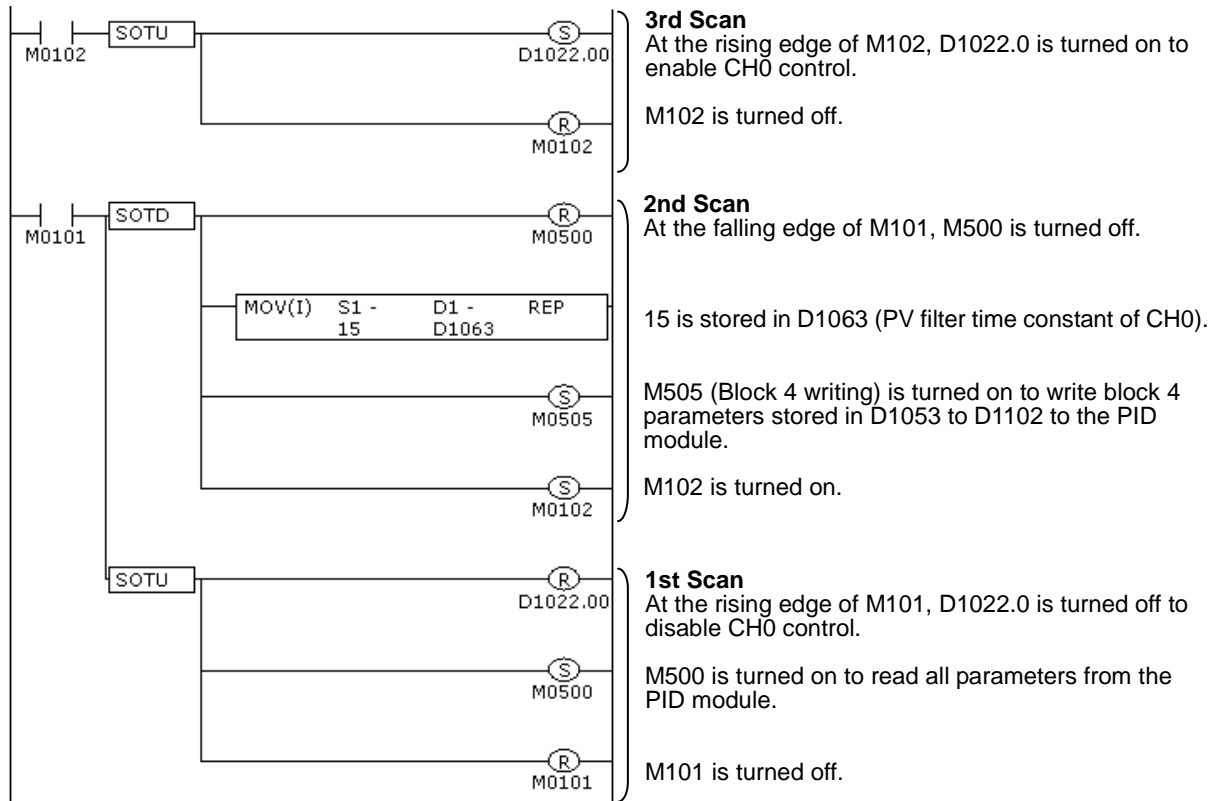 SOTU
M0102
S
D1022.00
R
M0102
3rd Scan
At the rising edge of M102, D1022.0 is turned on to
enable CH0 control.
M102 is turned off.
SOTD
M0101
R
M0500
MOV(I) S1 - D1 - REP
15 D1063
S
M0505
S
M0102
2nd Scan
At the falling edge of M101, M500 is turned off.
15 is stored in D1063 (PV filter time constant of CH0).
M505 (Block 4 writing) is turned on to write block 4
parameters stored in D1053 to D1102 to the PID
module.
M102 is turned on.
SOTU
R
D1022.00
S
M0500
R
M0101
1st Scan
At the rising edge of M101, D1022.0 is turned off to
disable CH0 control.
M500 is turned on to read all parameters from the
PID module.
M101 is turned off.